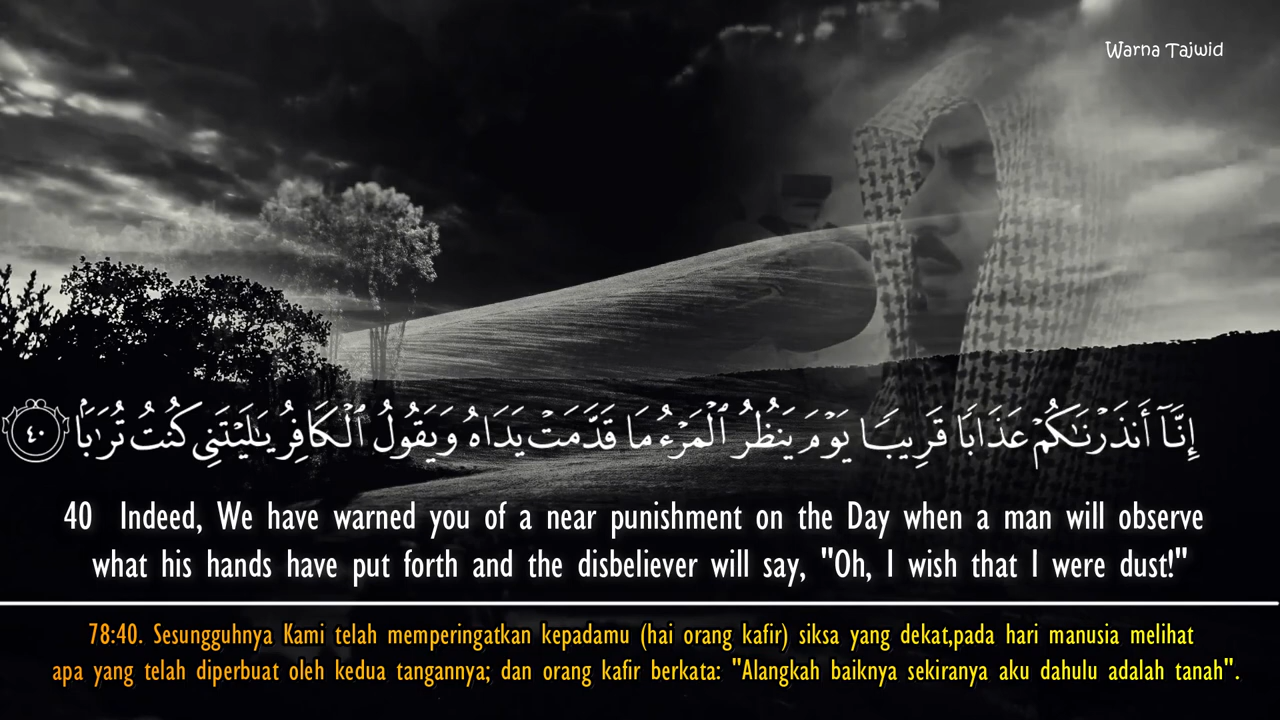 Warna Tajwid
إِنَّآ أَنذَرْنَٰكُمْ عَذَابًا قَرِيبًا يَوْمَ يَنظُرُ ٱلْمَرْءُ مَا قَدَّمَتْ يَدَاهُ وَيَقُولُ ٱلْكَافِرُ يَٰلَيْتَنِى كُنتُ تُرَٰبًۢا ٤٠
40 Indeed, We have warned you of a near punishment on the Day when a man will observe
what his hands have put forth and the disbeliever will say, "Oh, I wish that I were dust!"
78:40. Sesungguhnya Kami telah memperingatkan kepadamu (hai orang kafir) siksa yang dekat,pada hari manusia melihat
apa yang telah diperbuat oleh kedua tangannya; dan orang kafir berkata: "Alangkah baiknya sekiranya aku dahulu adalah tanah".